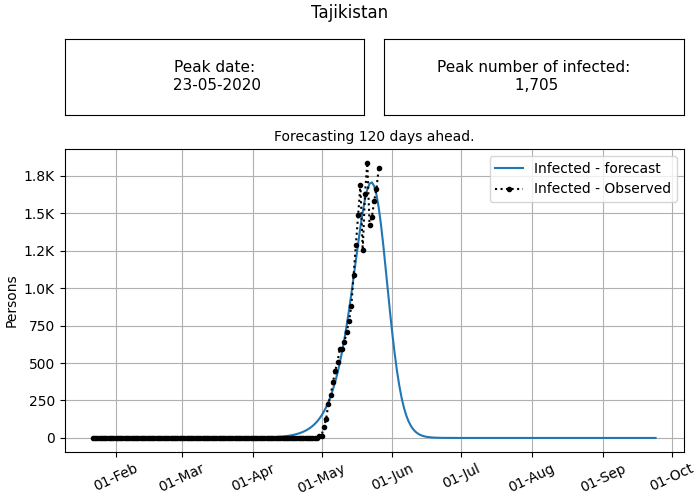 Tajikistan
Peak date:
23-05-2020
Peak number of infected:
1,705
Forecasting 120 days ahead.
Infected - forecast
Infected - Observed
Persons
1.8K
1.5K
1.2K
1.0K
750
500
250
0
01-Feb
01-Mar
01-Apr
01-May
01-Jun
01-Jul
01-Aug
01-Sep
01-Oct